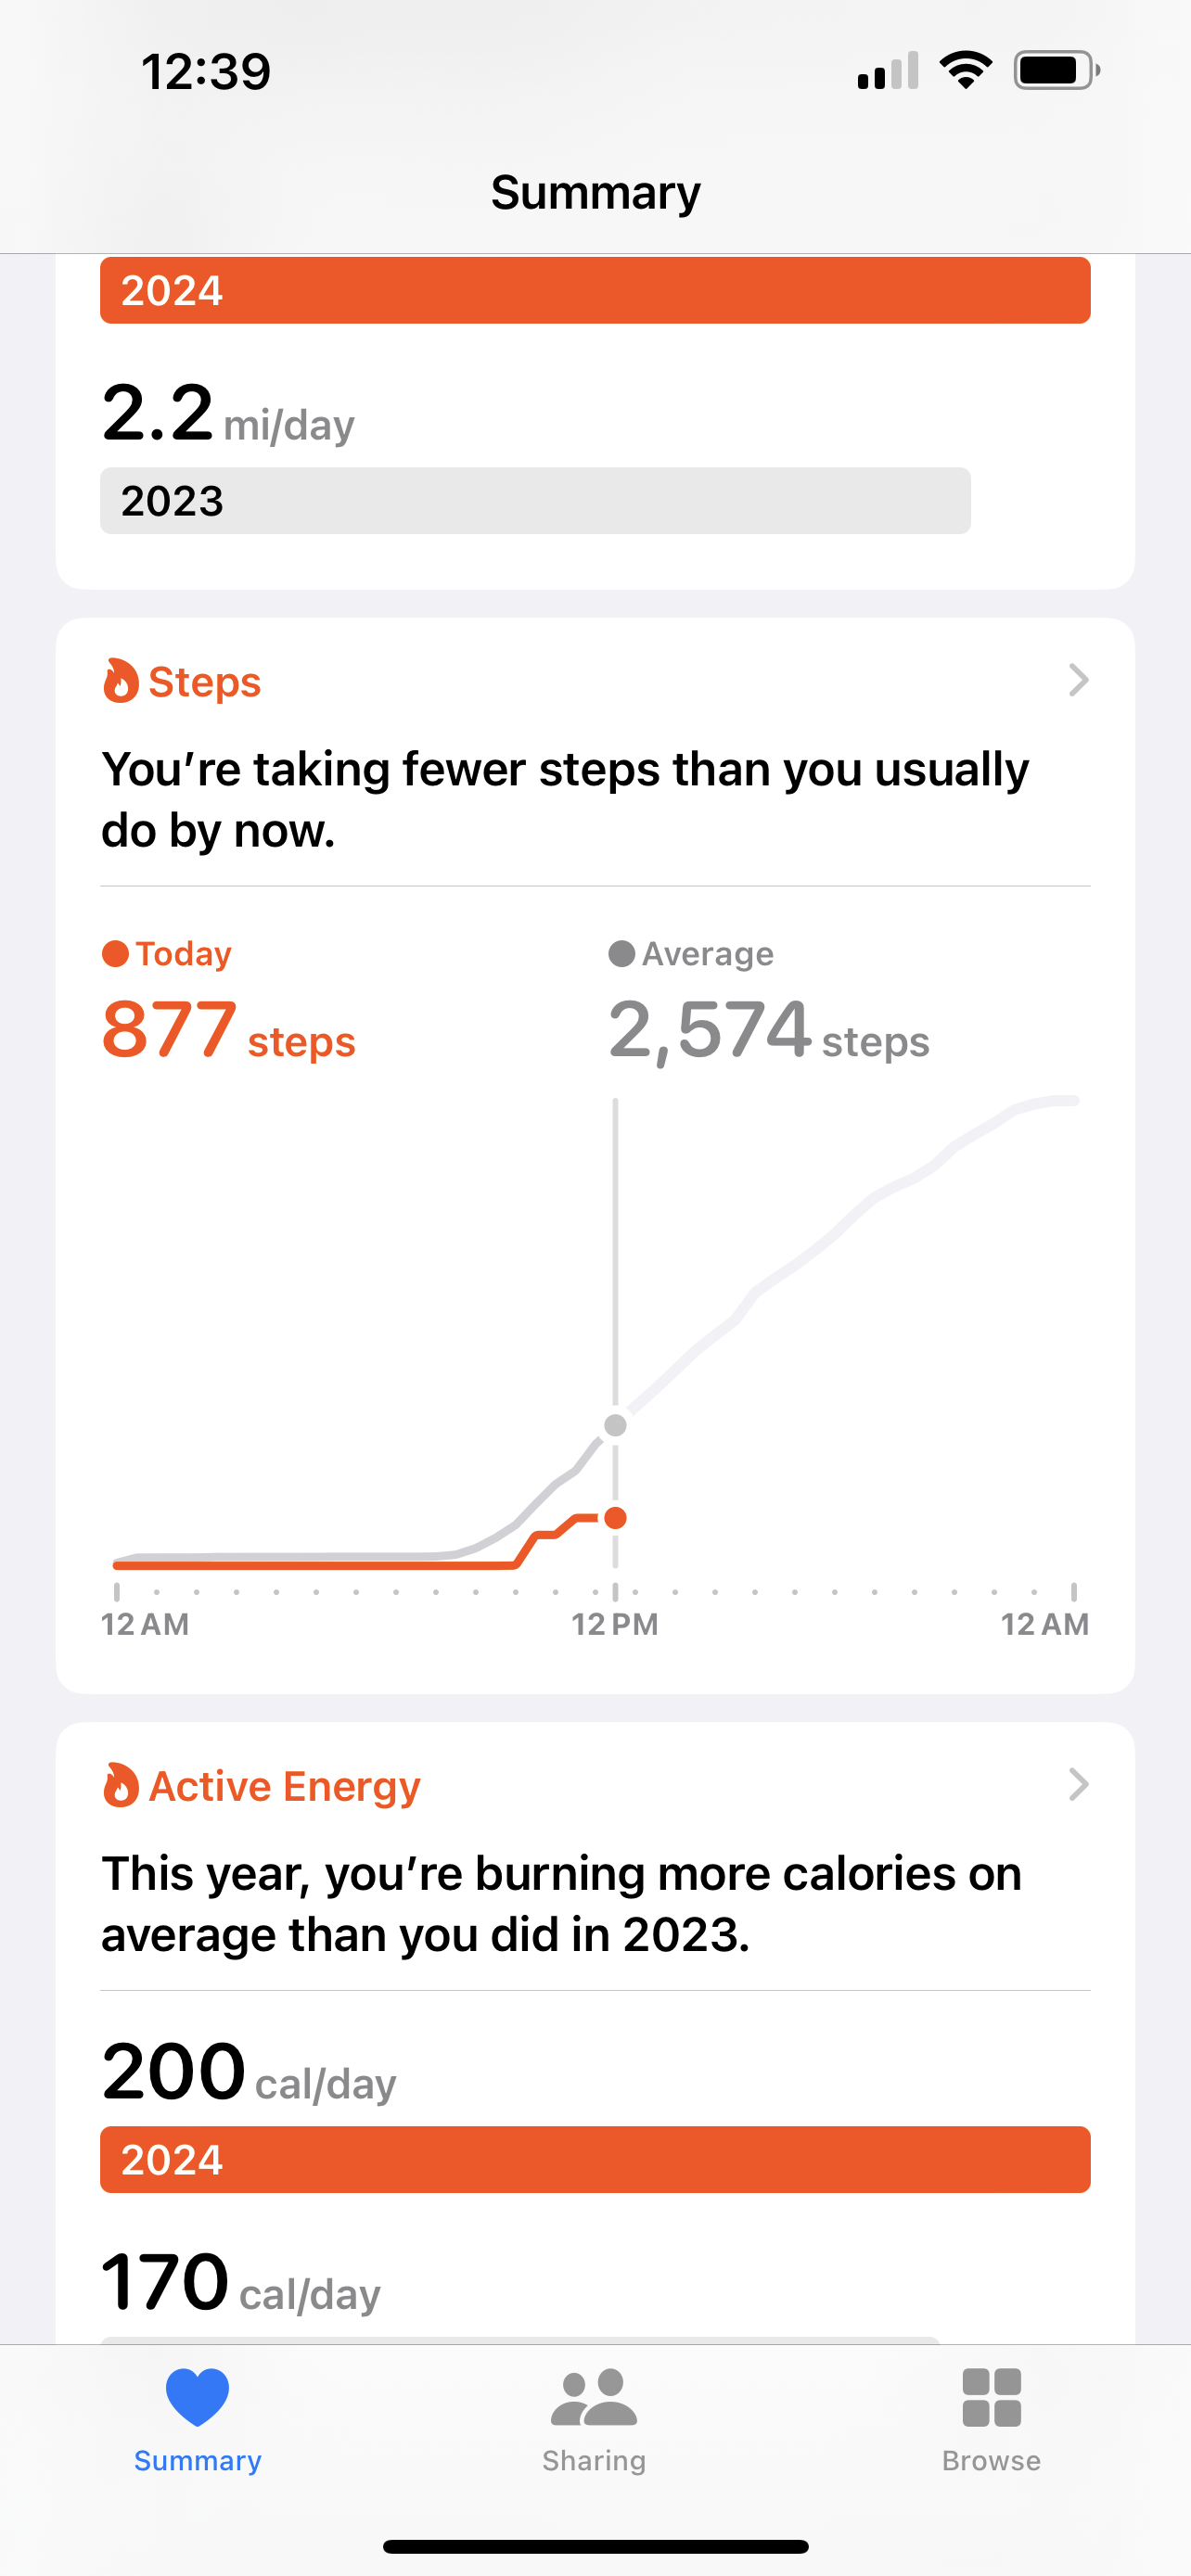 12:39
Summary
2024
2.2 mi/day
2023
Steps
You’re taking fewer steps than you usually
do by now.
Today
Average
877 steps
2,574 steps
12 AM
12 PM
12 AM
Active Energy
This year, you’re burning more calories on
average than you did in 2023.
200 cal/day
2024
170 cal/day
Summary
Sharing
Browse